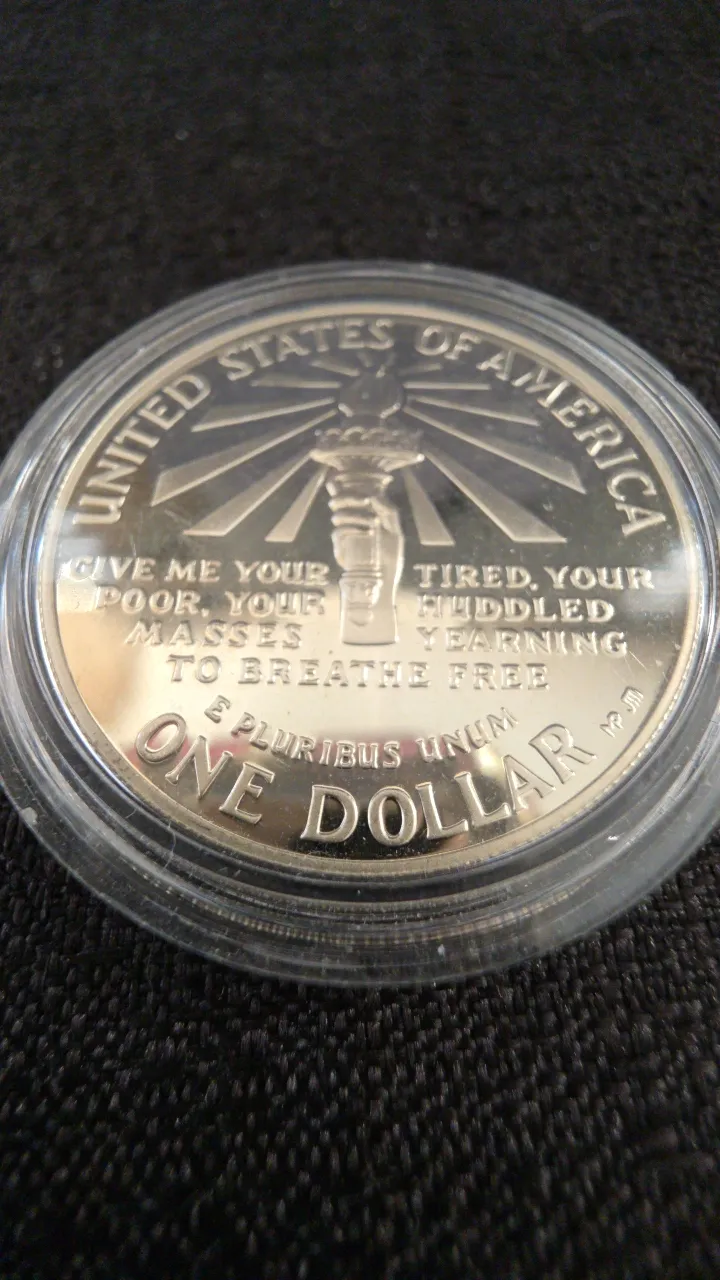 UNITED STATES OF AMERICA
GIVE ME YOUR TIRED, YOUR
POOR, YOUR HUDDLED
MASSES YEARNING
TO BREATHE FREE
E PLURIBUS UNUM
ONE DOLLAR